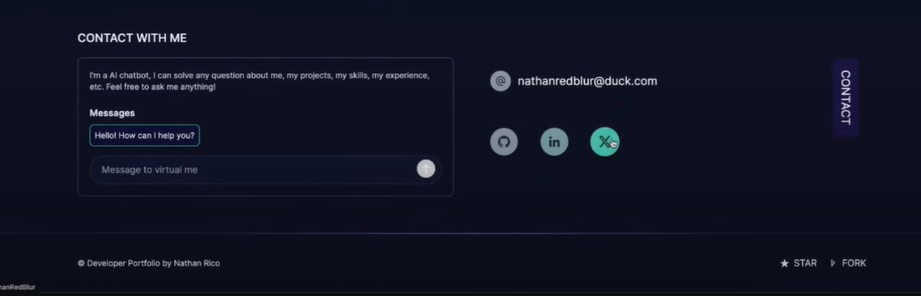 CONTACT WITH ME
I'm a AI chatbot, I can solve any question about me, my projects, my skills, my experience,
etc. Feel free to ask me anything!
Messages
Hello! How can I help you?
Message to virtual me
@ nathanredblur@duck.com
in
X
CONTACT
© Developer Portfolio by Nathan Rico
STAR
FORK
hanRedBlur